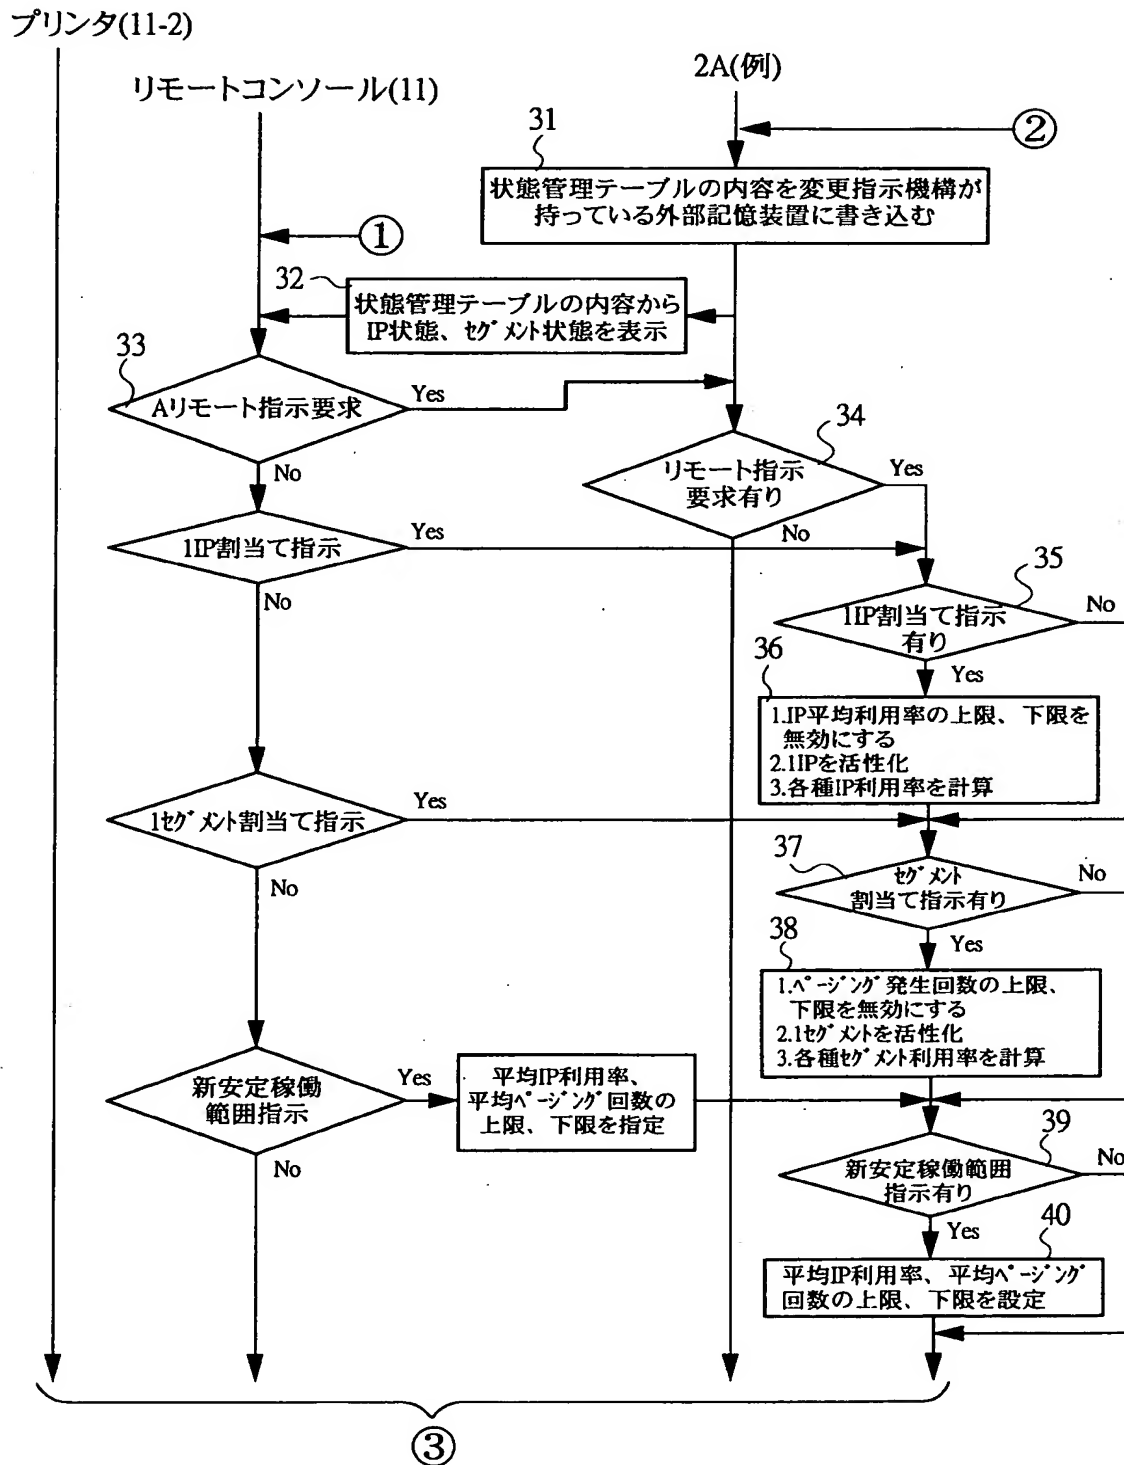 プリンタ(11-2)
リモートコンソール(11)
2A(例)
②
31
状態管理テーブルの内容を変更指示機構が
持っている外部記憶装置に書き込む
①
32
状態管理テーブルの内容から
IP状態、セグメント状態を表示
33
Aリモート指示要求
Yes
No
34
リモート指示
要求有り
Yes
No
1IP割当て指示
Yes
No
35
1IP割当て指示
有り
No
Yes
36
1.IP平均利用率の上限、下限を
無効にする
2.1IPを活性化
3.各種IP利用率を計算
1セグメント割当て指示
Yes
No
37
セグメント
割当て指示有り
No
Yes
38
1.ページング発生回数の上限、
下限を無効にする
2.1セグメントを活性化
3.各種セグメント利用率を計算
新安定稼働
範囲指示
Yes
No
平均IP利用率、
平均ページング回数の
上限、下限を指定
39
新安定稼働範囲
指示有り
No
Yes
40
平均IP利用率、平均ページング
回数の上限、下限を設定
③